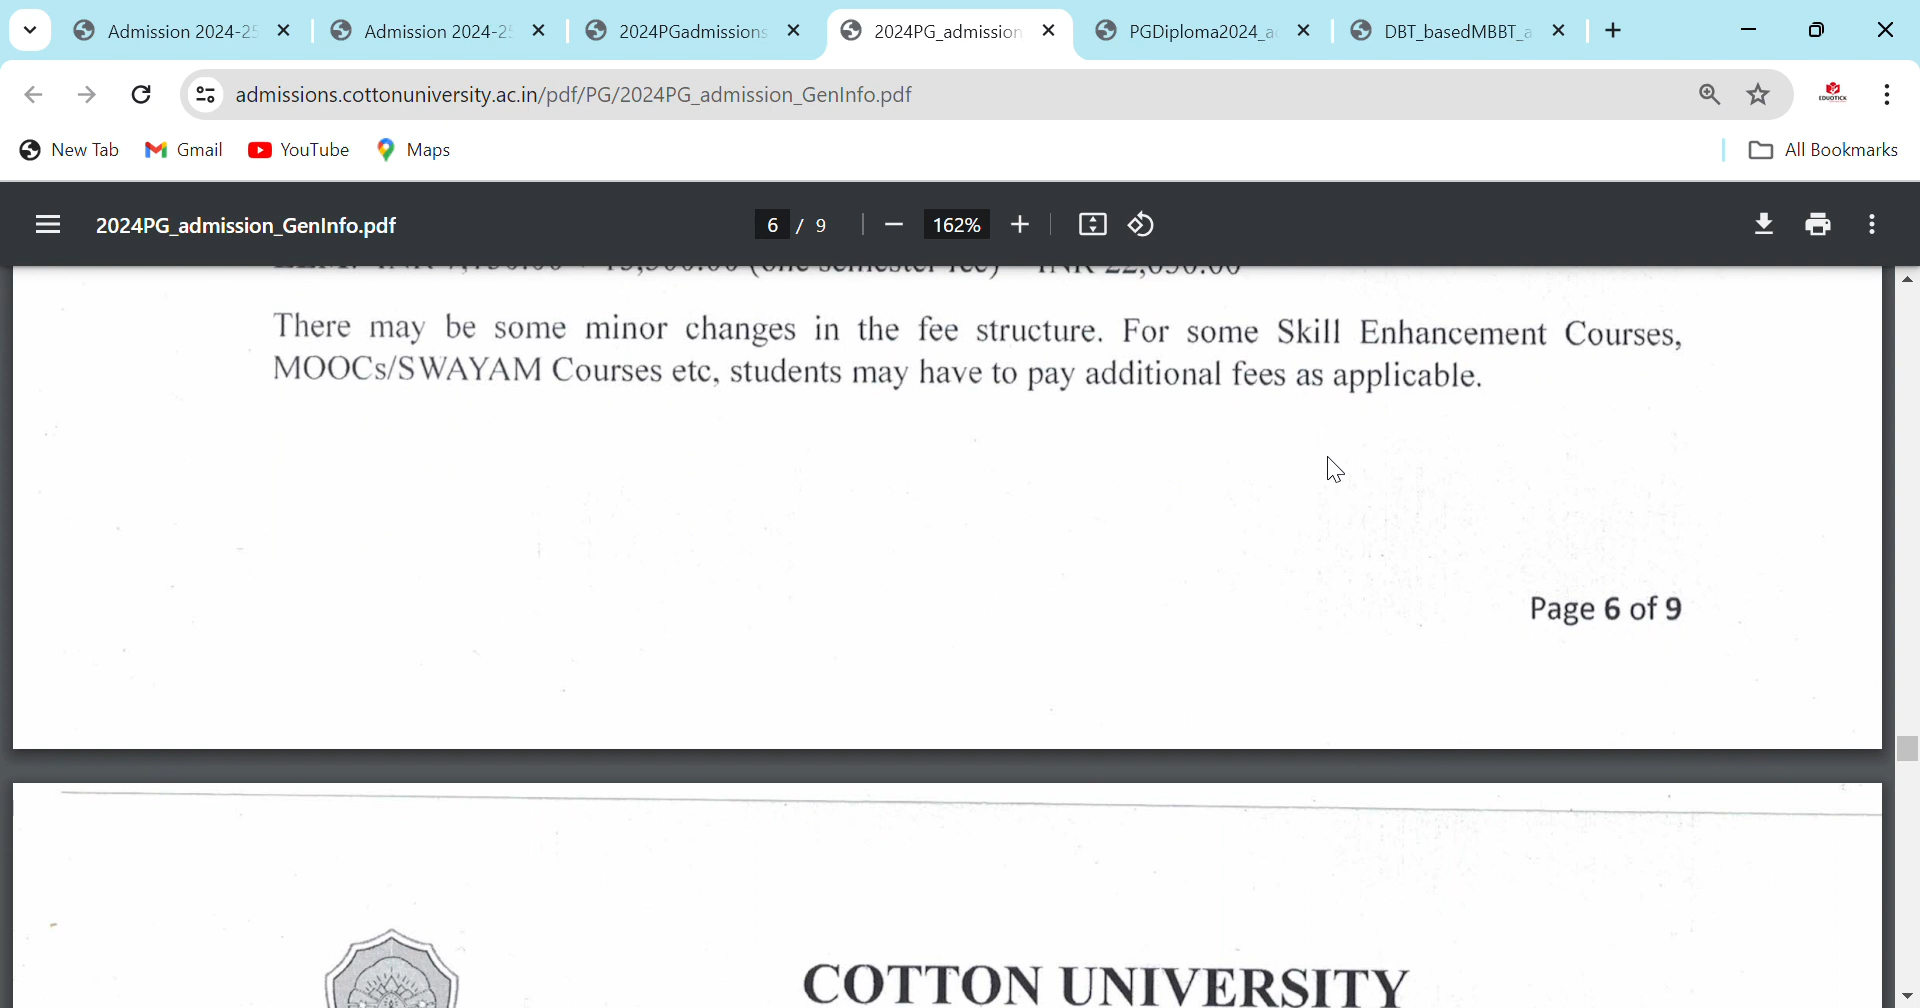 Admission 2024-25
Admission 2024-25
2024PGadmissions
2024PG_admission
PGDiploma2024_a
DBT_basedMBBT_a
admissions.cottonuniversity.ac.in/pdf/PG/2024PG_admission_GenInfo.pdf
EDUOTICK
New Tab
Gmail
YouTube
Maps
All Bookmarks
2024PG_admission_GenInfo.pdf
6 / 9
162%
There may be some minor changes in the fee structure. For some Skill Enhancement Courses,
MOOCs/SWAYAM Courses etc, students may have to pay additional fees as applicable.
Page 6 of 9
COTTON UNIVERSITY